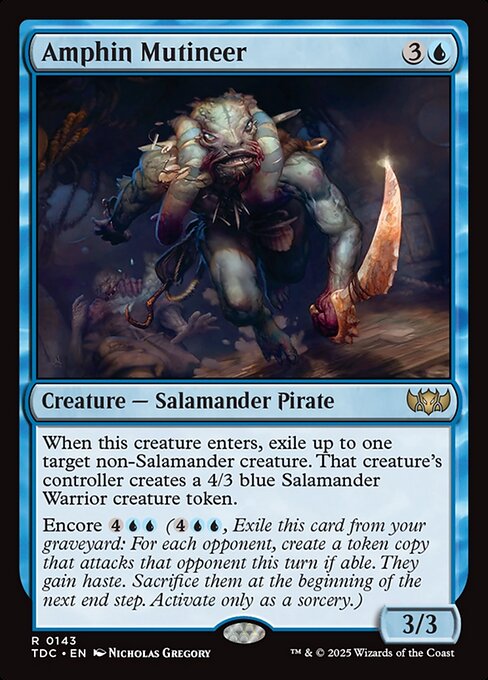 Amphin Mutineer 3
Creature — Salamander Pirate
When this creature enters, exile up to one
target non-Salamander creature. That creature's
controller creates a 4/3 blue Salamander
Warrior creature token.
Encore 4 (4, Exile this card from your
graveyard: For each opponent, create a token copy
that attacks that opponent this turn if able. They
gain haste. Sacrifice them at the beginning of the
next end step. Activate only as a sorcery.)
3/3
R 0143
TDC • EN Nicholas Gregory
™ & © 2025 Wizards of the Coast